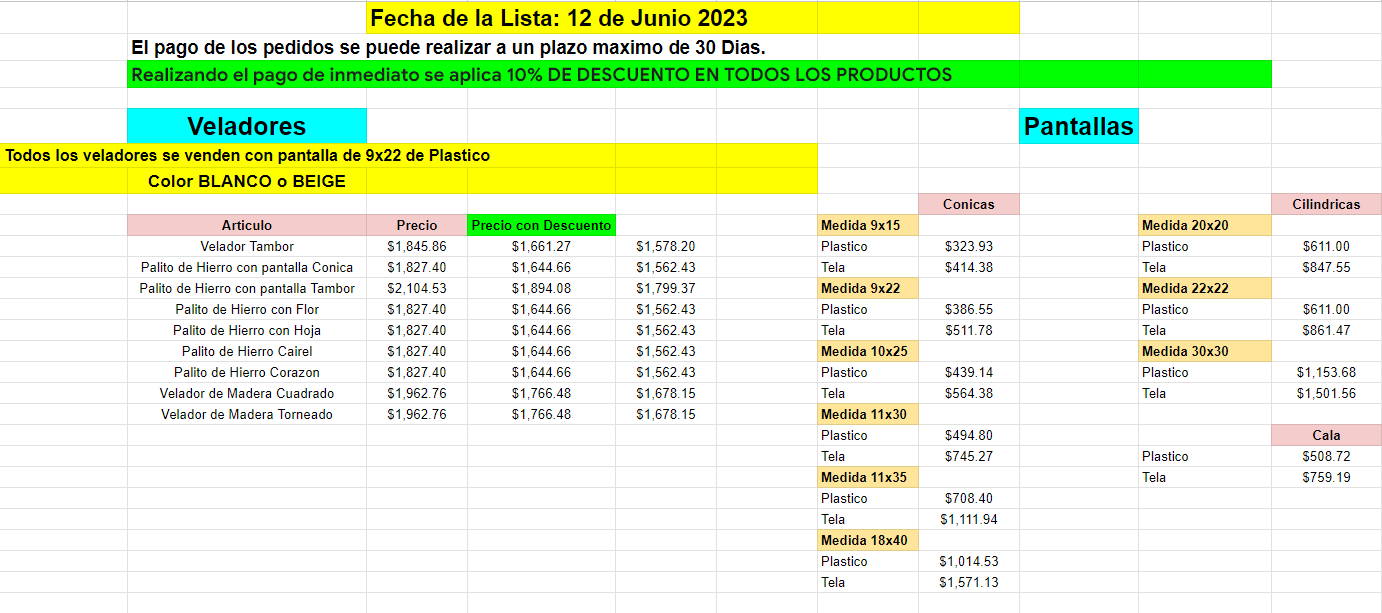 Fecha de la Lista: 12 de Junio 2023
El pago de los pedidos se puede realizar a un plazo maximo de 30 Dias.
Realizando el pago de inmediato se aplica 10% DE DESCUENTO EN TODOS LOS PRODUCTOS
Veladores
Todos los veladores se venden con pantalla de 9x22 de Plastico
Color BLANCO o BEIGE
Articulo Precio Precio con Descuento
Velador Tambor $1,845.86 $1,661.27 $1,578.20
Palito de Hierro con pantalla Conica $1,827.40 $1,644.66 $1,562.43
Palito de Hierro con pantalla Tambor $2,104.53 $1,894.08 $1,799.37
Palito de Hierro con Flor $1,827.40 $1,644.66 $1,562.43
Palito de Hierro con Hoja $1,827.40 $1,644.66 $1,562.43
Palito de Hierro Cairel $1,827.40 $1,644.66 $1,562.43
Palito de Hierro Corazon $1,827.40 $1,644.66 $1,562.43
Velador de Madera Cuadrado $1,962.76 $1,766.48 $1,678.15
Velador de Madera Torneado $1,962.76 $1,766.48 $1,678.15
Pantallas
Conicas
Medida 9x15
Plastico $323.93
Tela $414.38
Medida 9x22
Plastico $386.55
Tela $511.78
Medida 10x25
Plastico $439.14
Tela $564.38
Medida 11x30
Plastico $494.80
Tela $745.27
Medida 11x35
Plastico $708.40
Tela $1,111.94
Medida 18x40
Plastico $1,014.53
Tela $1,571.13
Cilindricas
Medida 20x20
Plastico $611.00
Tela $847.55
Medida 22x22
Plastico $611.00
Tela $861.47
Medida 30x30
Plastico $1,153.68
Tela $1,501.56
Cala
Plastico $508.72
Tela $759.19